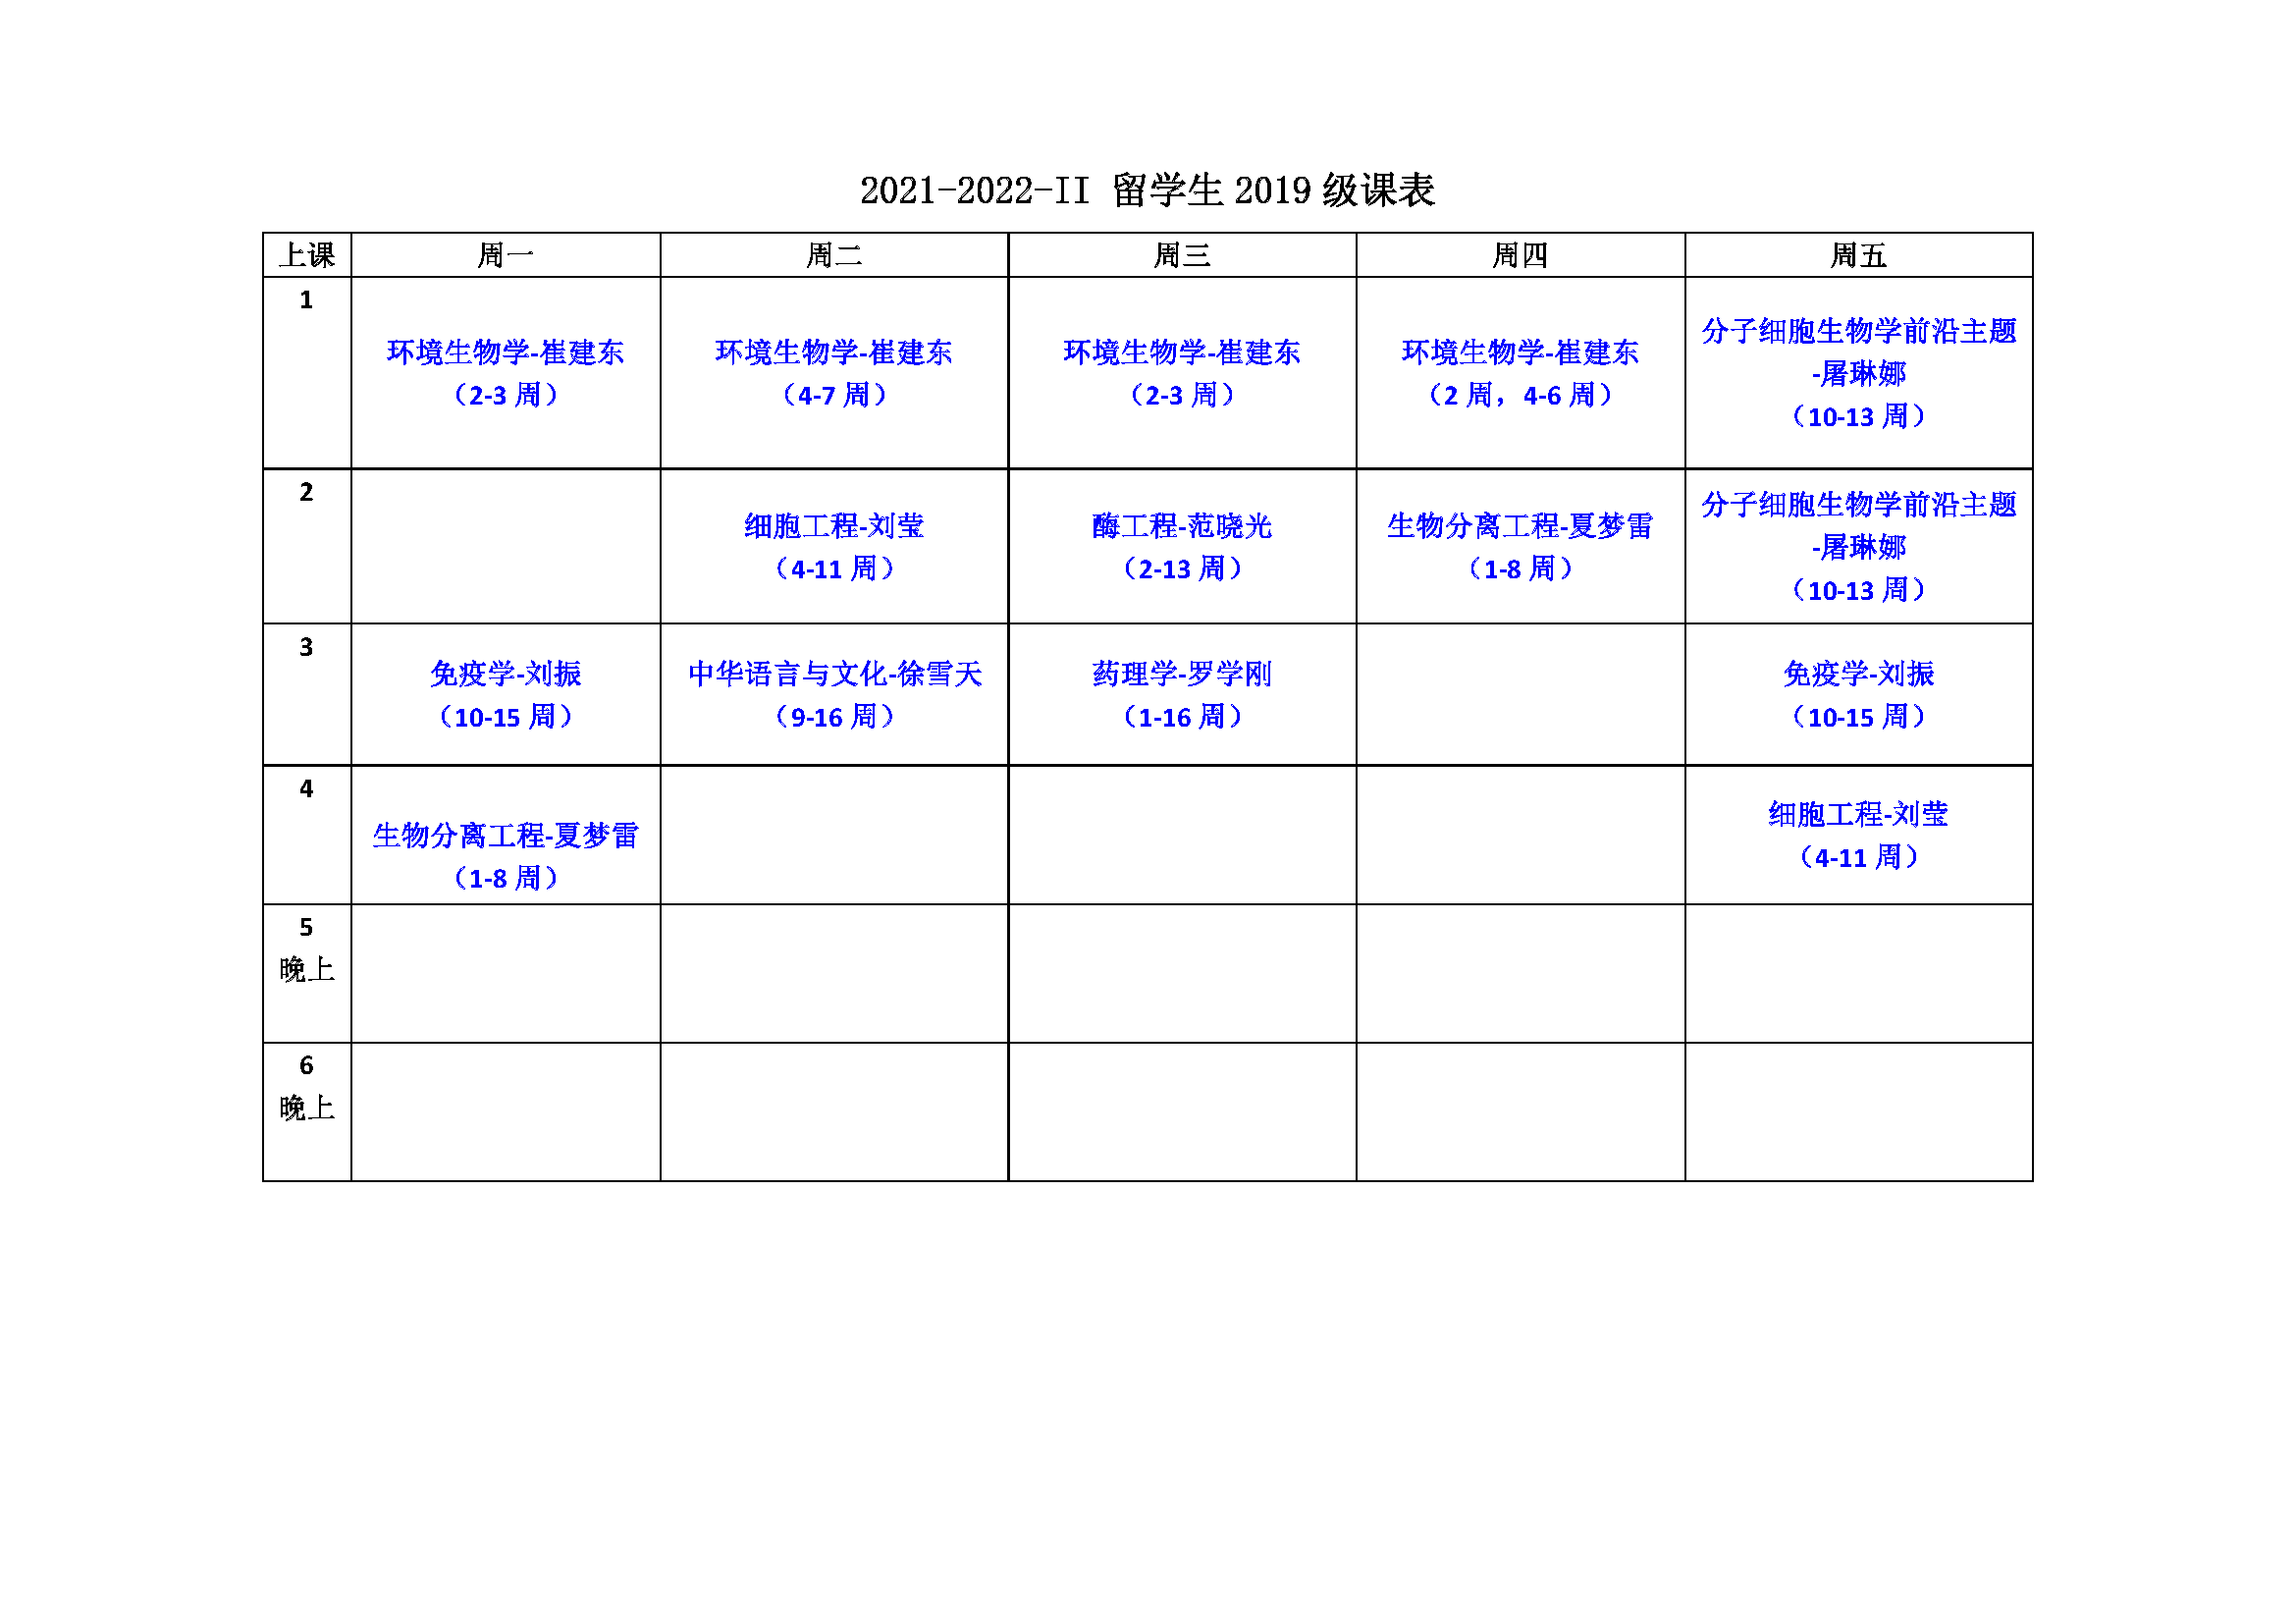 2021-2022-II 留学生 2019 级课表
上课 周一 周二 周三 周四 周五
1
环境生物学-崔建东
（2-3 周）
环境生物学-崔建东
（4-7 周）
环境生物学-崔建东
（2-3 周）
环境生物学-崔建东
（2 周，4-6 周）
分子细胞生物学前沿主题
-屠琳娜
（10-13 周）
2
细胞工程-刘莹
（4-11 周）
酶工程-范晓光
（2-13 周）
生物分离工程-夏梦雷
（1-8 周）
分子细胞生物学前沿主题
-屠琳娜
（10-13 周）
3
免疫学-刘振
（10-15 周）
中华语言与文化-徐雪天
（9-16 周）
药理学-罗学刚
（1-16 周）
免疫学-刘振
（10-15 周）
4
生物分离工程-夏梦雷
（1-8 周）
细胞工程-刘莹
（4-11 周）
5
晚上
6
晚上